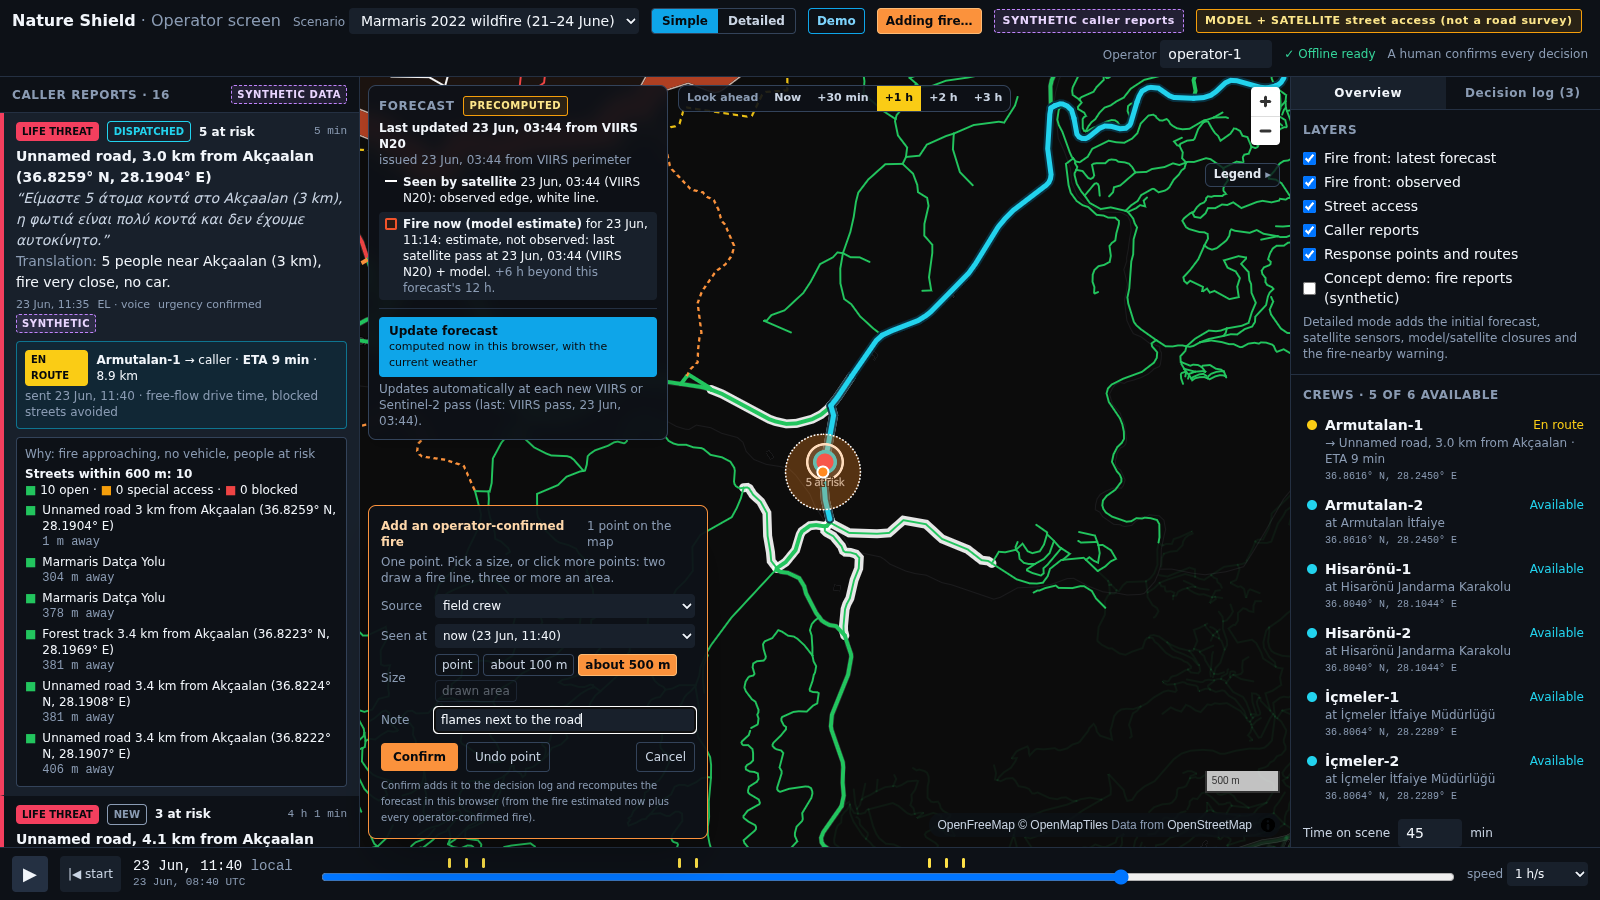 Nature Shield · Operator screen
Scenario Marmaris 2022 wildfire (21–24 June)
Simple Detailed
Demo
Adding fire…
SYNTHETIC caller reports
MODEL + SATELLITE street access (not a road survey)
Operator operator-1
✓ Offline ready
A human confirms every decision
CALLER REPORTS · 16
SYNTHETIC DATA
LIFE THREAT DISPATCHED 5 at risk 5 min
Unnamed road, 3.0 km from Akçaalan
(36.8259° N, 28.1904° E)
“Είμαστε 5 άτομα κοντά στο Akçaalan (3 km),
η φωτιά είναι πολύ κοντά και δεν έχουμε
αυτοκίνητο.”
Translation: 5 people near Akçaalan (3 km),
fire very close, no car.
23 Jun, 11:35 EL · voice urgency confirmed
SYNTHETIC
EN ROUTE
Armutalan-1 → caller · ETA 9 min ·
8.9 km
sent 23 Jun, 11:40 · free-flow drive time, blocked
streets avoided
Why: fire approaching, no vehicle, people at risk
Streets within 600 m: 10
10 open · 0 special access · 0 blocked
Unnamed road 3 km from Akçaalan (36.8259° N,
28.1904° E)
1 m away
Marmaris Datça Yolu
304 m away
Marmaris Datça Yolu
378 m away
Forest track 3.4 km from Akçaalan (36.8223° N,
28.1969° E)
381 m away
Unnamed road 3.4 km from Akçaalan (36.8224°
N, 28.1908° E)
381 m away
Unnamed road 3.4 km from Akçaalan (36.8222°
N, 28.1907° E)
406 m away
LIFE THREAT NEW 3 at risk 4 h 1 min
Unnamed road, 4.1 km from Akçaalan
FORECAST PRECOMPUTED
Last updated 23 Jun, 03:44 from VIIRS
N20
issued 23 Jun, 03:44 from VIIRS perimeter
Seen by satellite 23 Jun, 03:44 (VIIRS
N20): observed edge, white line.
Fire now (model estimate) for 23 Jun,
11:14: estimate, not observed: last
satellite pass at 23 Jun, 03:44 (VIIRS
N20) + model. +6 h beyond this
forecast's 12 h.
Update forecast
computed now in this browser, with the
current weather
Updates automatically at each new VIIRS or
Sentinel-2 pass (last: VIIRS pass, 23 Jun,
03:44).
Look ahead Now +30 min +1 h +2 h +3 h
+
−
Legend ▸
5 at risk
Add an operator-confirmed
fire
1 point on the
map
One point. Pick a size, or click more points: two
draw a fire line, three or more an area.
Source field crew
Seen at now (23 Jun, 11:40)
Size point about 100 m about 500 m
drawn area
Note flames next to the road
Confirm Undo point Cancel
Confirm adds it to the decision log and recomputes the
forecast in this browser (from the fire estimated now plus
every operator-confirmed fire).
500 m
OpenFreeMap © OpenMapTiles Data from OpenStreetMap
Overview Decision log (3)
LAYERS
Fire front: latest forecast
Fire front: observed
Street access
Caller reports
Response points and routes
Concept demo: fire reports
(synthetic)
Detailed mode adds the initial forecast,
satellite sensors, model/satellite closures and
the fire-nearby warning.
CREWS · 5 OF 6 AVAILABLE
Armutalan-1 En route
→ Unnamed road, 3.0 km from Akçaalan ·
ETA 9 min
36.8616° N, 28.2450° E
Armutalan-2 Available
at Armutalan İtfaiye
36.8616° N, 28.2450° E
Hisarönü-1 Available
at Hisarönü Jandarma Karakolu
36.8040° N, 28.1044° E
Hisarönü-2 Available
at Hisarönü Jandarma Karakolu
36.8040° N, 28.1044° E
İçmeler-1 Available
at İçmeler İtfaiye Müdürlüğü
36.8064° N, 28.2289° E
İçmeler-2 Available
at İçmeler İtfaiye Müdürlüğü
36.8064° N, 28.2289° E
Time on scene 45 min
▶
|◀ start
23 Jun, 11:40 local
23 Jun, 08:40 UTC
speed 1 h/s